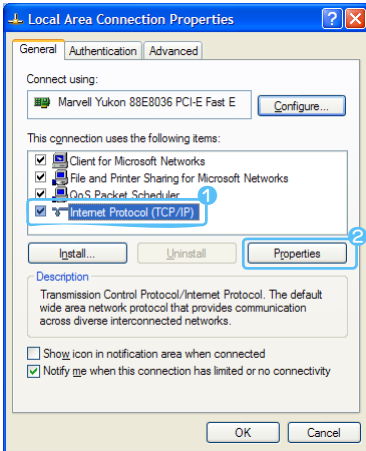 Local Area Connection Properties
General Authentication Advanced
Connect using:
Marvell Yukon 88E8036 PCI-E Fast E Configure...
This connection uses the following items:
Client for Microsoft Networks
File and Printer Sharing for Microsoft Networks
QoS Packet Scheduler 1
Internet Protocol (TCP/IP)
2
Install... Uninstall Properties
Description
Transmission Control Protocol/Internet Protocol. The default
wide area network protocol that provides communication
across diverse interconnected networks.
Show icon in notification area when connected
Notify me when this connection has limited or no connectivity
OK Cancel